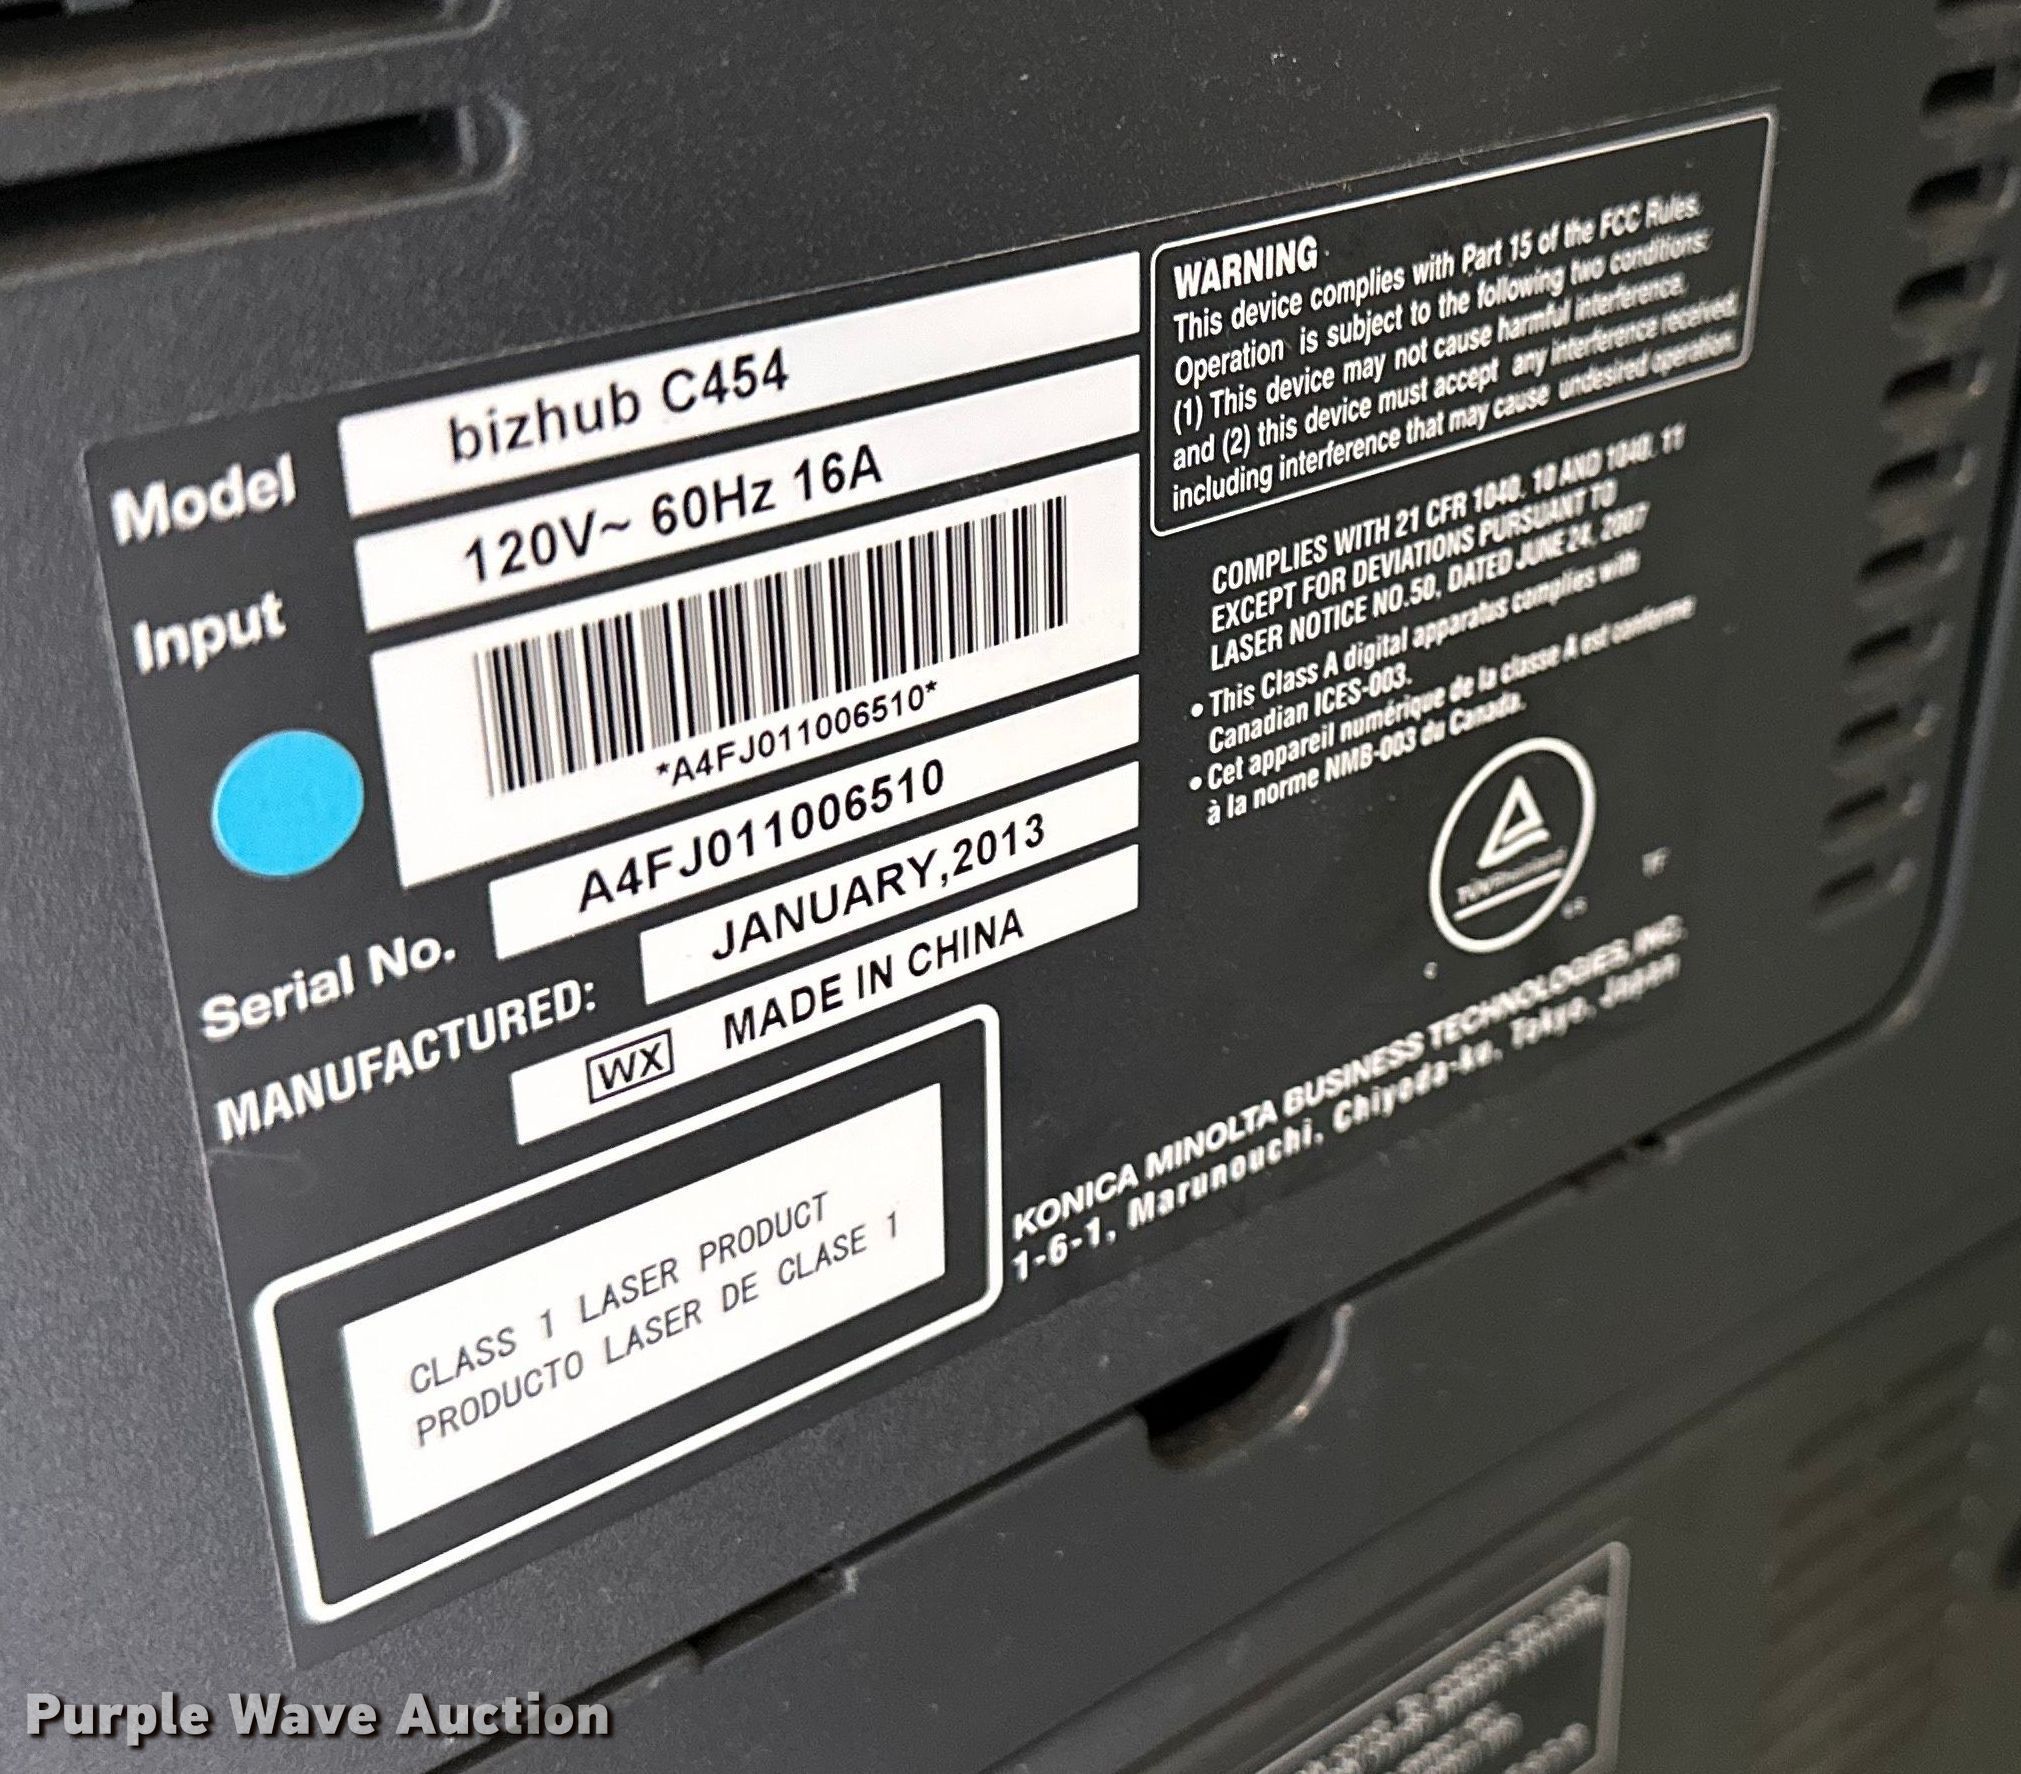 Model bizhub C454
Input 120V~ 60Hz 16A
*A4FJ011006510*
Serial No. A4FJ011006510
MANUFACTURED: JANUARY,2013
WX MADE IN CHINA
CLASS 1 LASER PRODUCT
PRODUCTO LASER DE CLASE 1
WARNING
This device complies with Part 15 of the FCC Rules.
Operation is subject to the following two conditions:
(1) This device may not cause harmful interference,
and (2) this device must accept any interference received,
including interference that may cause undesired operation.
COMPLIES WITH 21 CFR 1040. 10 AND 1040. 11
EXCEPT FOR DEVIATIONS PURSUANT TO
LASER NOTICE NO.50, DATED JUNE 24, 2007
• This Class A digital apparatus complies with
Canadian ICES-003.
• Cet appareil numérique de la classe A est conforme
à la norme NMB-003 du Canada.
TÜVRheinland
KONICA MINOLTA BUSINESS TECHNOLOGIES, INC.
1-6-1, Marunouchi, Chiyoda-ku, Tokyo, Japan
Purple Wave Auction